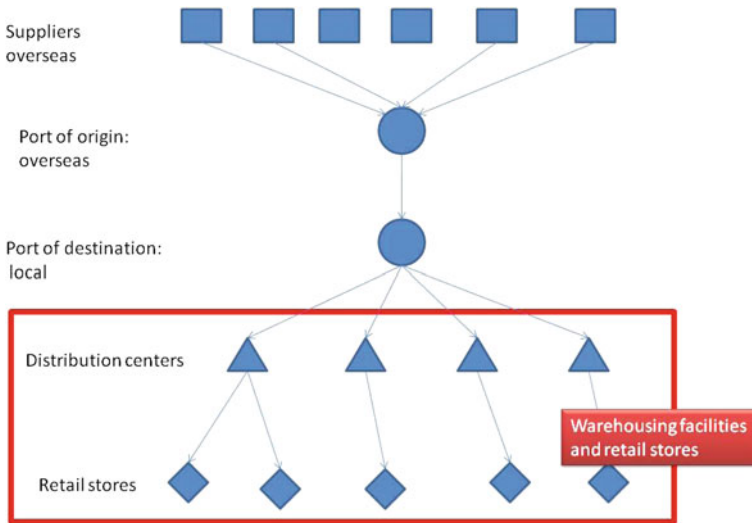 Suppliers
overseas
Port of origin:
overseas
Port of destination:
local
Distribution centers
Warehousing facilities
and retail stores
Retail stores